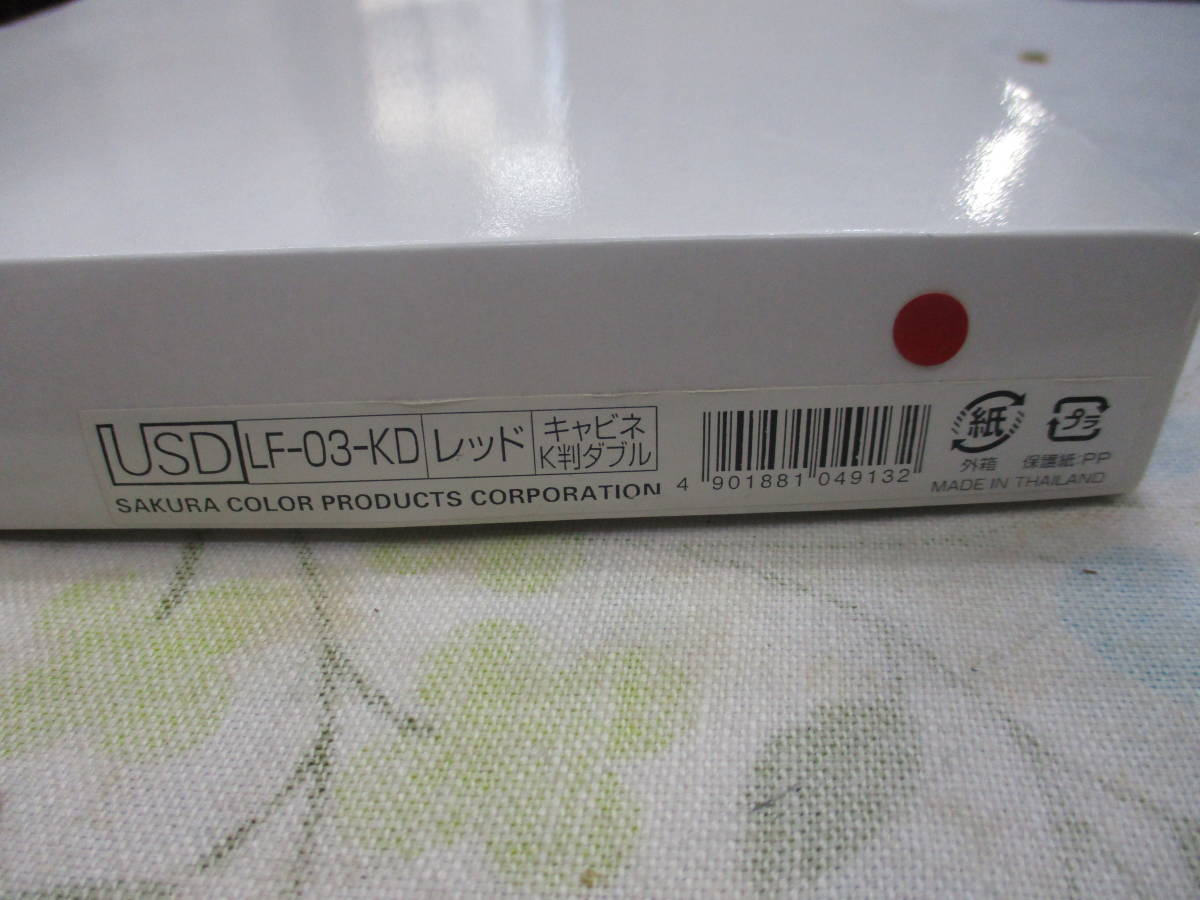 USD LF-03-KD レッド キャビネ
K判ダブル
SAKURA COLOR PRODUCTS CORPORATION
4 901881 049132
紙 プラ
外箱 保護紙:PP
MADE IN THAILAND